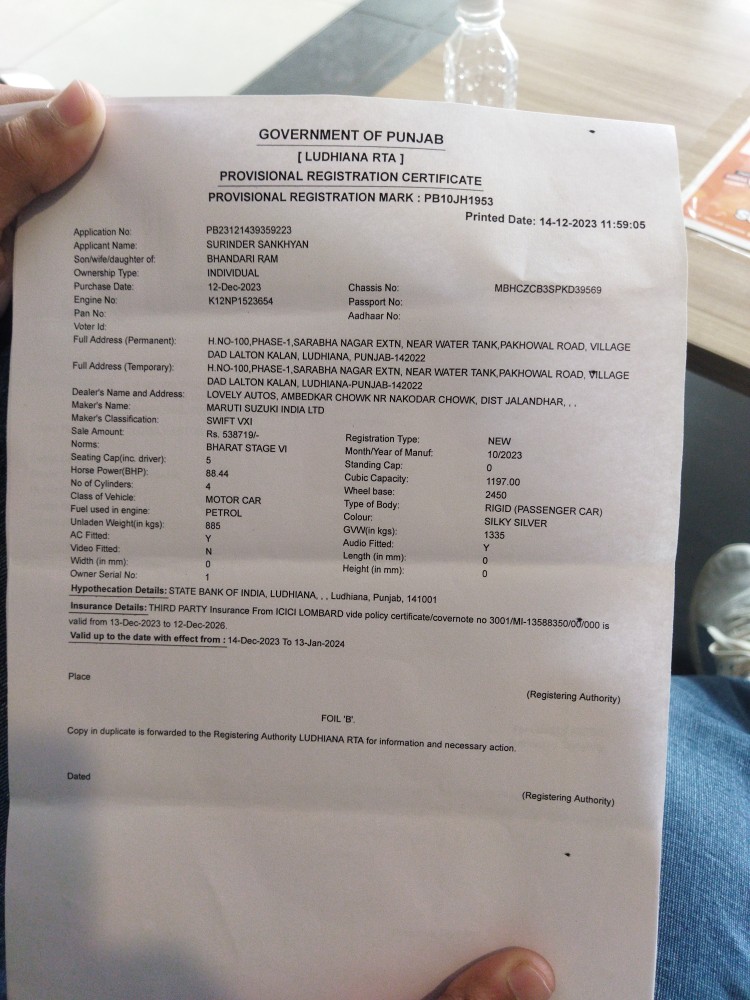 GOVERNMENT OF PUNJAB
[ LUDHIANA RTA ]
PROVISIONAL REGISTRATION CERTIFICATE
PROVISIONAL REGISTRATION MARK : PB10JH1953
Printed Date: 14-12-2023 11:59:05
Application No: PB23121439359223
Applicant Name: SURINDER SANKHYAN
Son/wife/daughter of: BHANDARI RAM
Ownership Type: INDIVIDUAL
Purchase Date: 12-Dec-2023 Chassis No: MBHCZCB3SPKD39569
Engine No: K12NP1523654 Passport No:
Pan No: Aadhaar No:
Voter Id:
Full Address (Permanent): H.NO-100,PHASE-1,SARABHA NAGAR EXTN, NEAR WATER TANK,PAKHOWAL ROAD, VILLAGE
DAD LALTON KALAN, LUDHIANA, PUNJAB-142022
Full Address (Temporary): H.NO-100,PHASE-1,SARABHA NAGAR EXTN, NEAR WATER TANK,PAKHOWAL ROAD, VILLAGE
DAD LALTON KALAN, LUDHIANA-PUNJAB-142022
Dealer's Name and Address: LOVELY AUTOS, AMBEDKAR CHOWK NR NAKODAR CHOWK, DIST JALANDHAR, , ,
Maker's Name: MARUTI SUZUKI INDIA LTD
Maker's Classification: SWIFT VXI
Sale Amount: Rs. 538719/- Registration Type: NEW
Norms: BHARAT STAGE VI Month/Year of Manuf: 10/2023
Seating Cap(inc. driver): 5 Standing Cap: 0
Horse Power(BHP): 88.44 Cubic Capacity: 1197.00
No of Cylinders: 4 Wheel base: 2450
Class of Vehicle: MOTOR CAR Type of Body: RIGID (PASSENGER CAR)
Fuel used in engine: PETROL Colour: SILKY SILVER
Unladen Weight(in kgs): 885 GVW(in kgs): 1335
AC Fitted: Y Audio Fitted: Y
Video Fitted: N Length (in mm): 0
Width (in mm): 0 Height (in mm): 0
Owner Serial No: 1
Hypothecation Details: STATE BANK OF INDIA, LUDHIANA, , , Ludhiana, Punjab, 141001
Insurance Details: THIRD PARTY Insurance From ICICI LOMBARD vide policy certificate/covernote no 3001/MI-13588350/00/000 is
valid from 13-Dec-2023 to 12-Dec-2026.
Valid up to the date with effect from : 14-Dec-2023 To 13-Jan-2024
Place
(Registering Authority)
FOIL 'B'.
Copy in duplicate is forwarded to the Registering Authority LUDHIANA RTA for information and necessary action.
Dated
(Registering Authority)